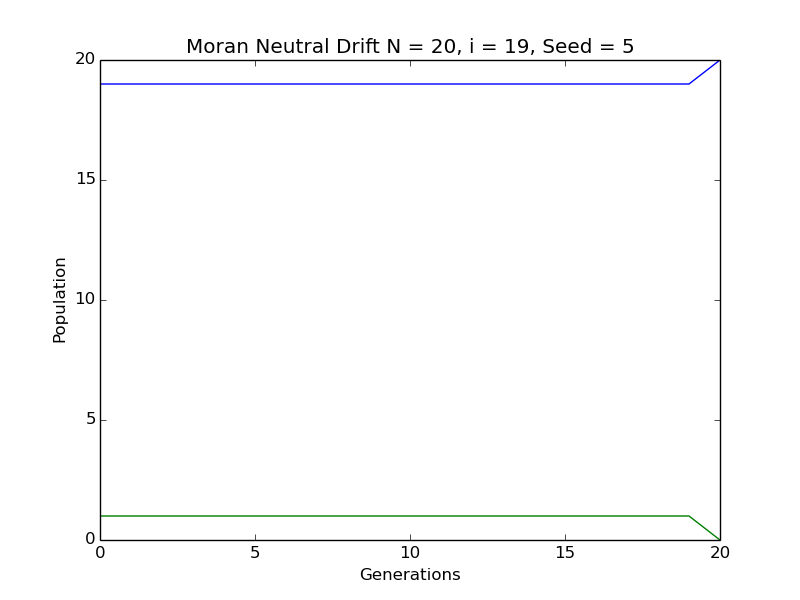 Moran Neutral Drift N = 20, i = 19, Seed = 5
20
15
10
5
0
Population
0 5 10 15 20
Generations